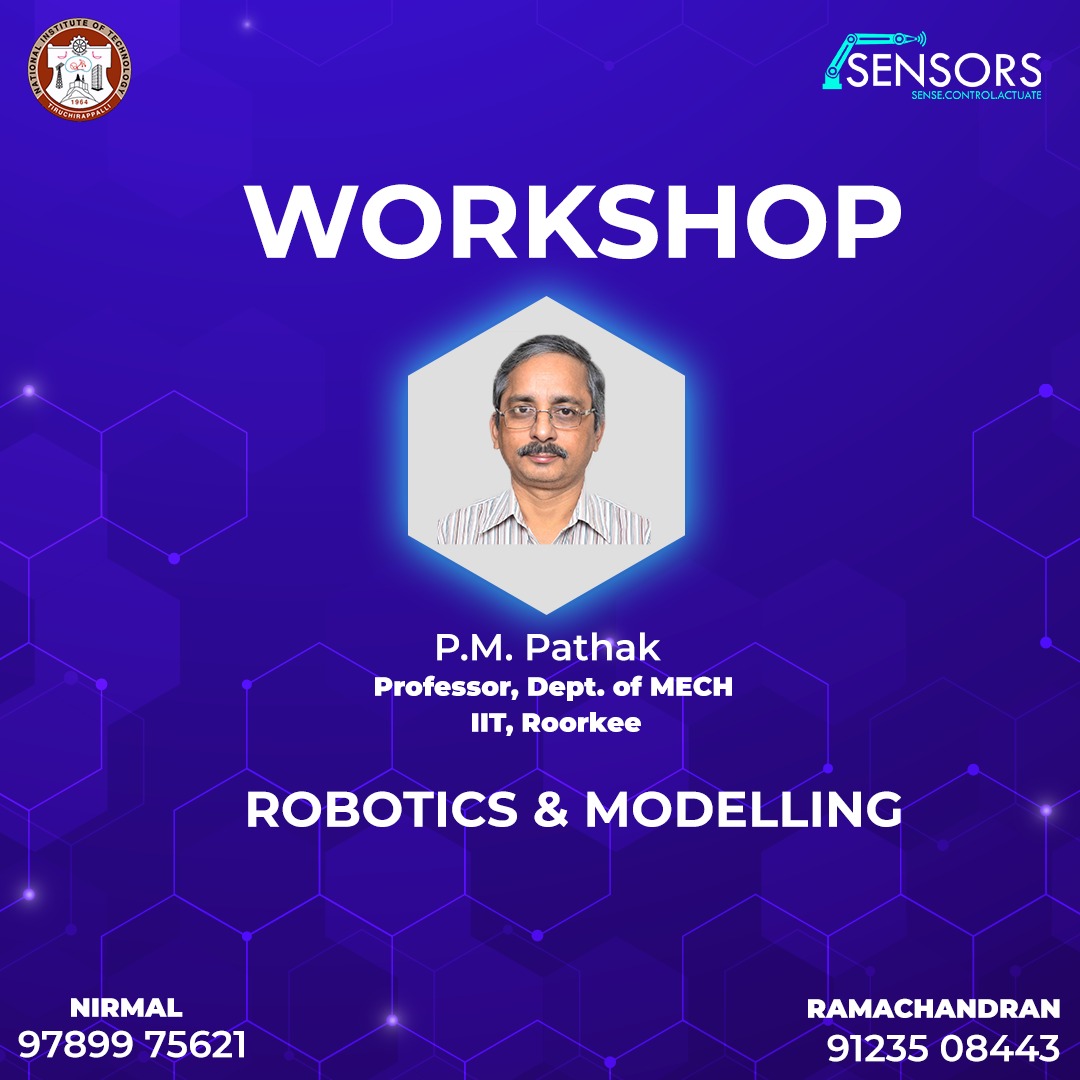 NATIONAL INSTITUTE OF TECHNOLOGY
1964
TIRUCHIRAPPALLI
SENSORS
SENSE.CONTROL.ACTUATE
WORKSHOP
P.M. Pathak
Professor, Dept. of MECH
IIT, Roorkee
ROBOTICS & MODELLING
NIRMAL
97899 75621
RAMACHANDRAN
91235 08443